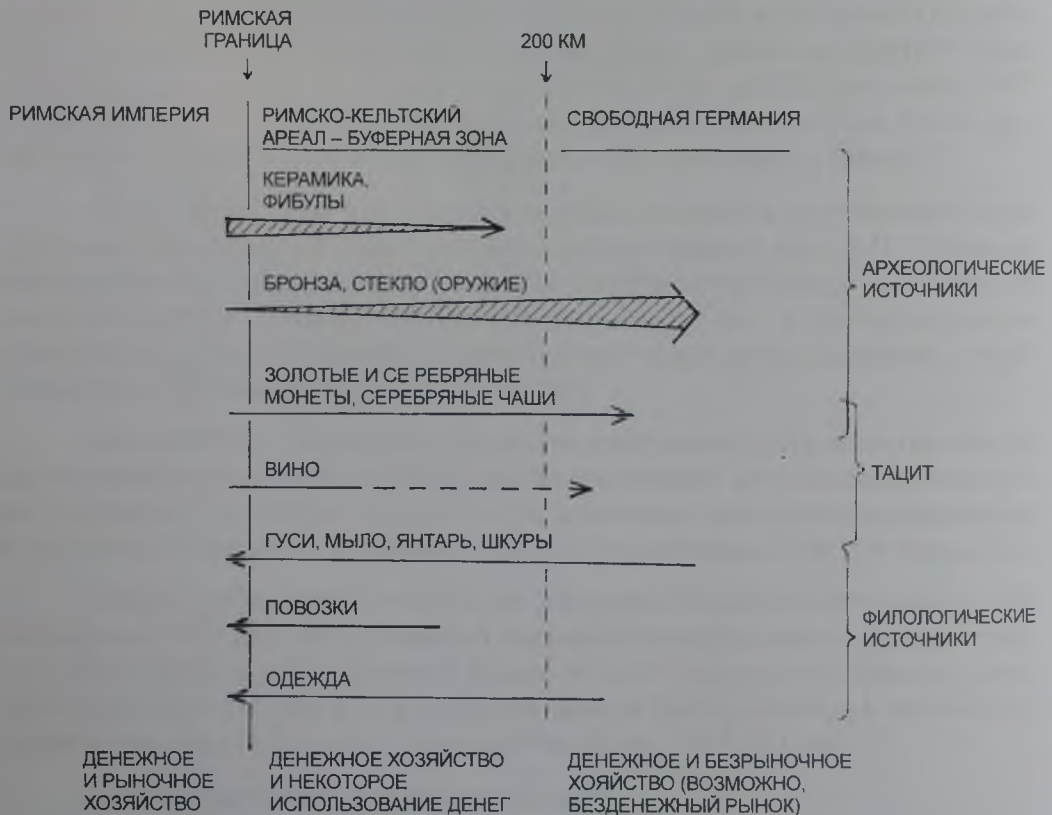 РИМСКАЯ
ГРАНИЦА
200 КМ
РИМСКАЯ ИМПЕРИЯ
РИМСКО-КЕЛЬТСКИЙ
АРЕАЛ – БУФЕРНАЯ ЗОНА
СВОБОДНАЯ ГЕРМАНИЯ
КЕРАМИКА,
ФИБУЛЫ
БРОНЗА, СТЕКЛО (ОРУЖИЕ)
АРХЕОЛОГИЧЕСКИЕ
ИСТОЧНИКИ
ЗОЛОТЫЕ И СЕ РЕБРЯНЫЕ
МОНЕТЫ, СЕРЕБРЯНЫЕ ЧАШИ
ВИНО
ТАЦИТ
ГУСИ, МЫЛО, ЯНТАРЬ, ШКУРЫ
ПОВОЗКИ
ФИЛОЛОГИЧЕСКИЕ
ИСТОЧНИКИ
ОДЕЖДА
ДЕНЕЖНОЕ
И РЫНОЧНОЕ
ХОЗЯЙСТВО
ДЕНЕЖНОЕ ХОЗЯЙСТВО
И НЕКОТОРОЕ
ИСПОЛЬЗОВАНИЕ ДЕНЕГ
ДЕНЕЖНОЕ И БЕЗРЫНОЧНОЕ
ХОЯЙСТВО (ВОЗМОЖНО,
БЕЗДЕНЕЖНЫЙ РЫНОК)